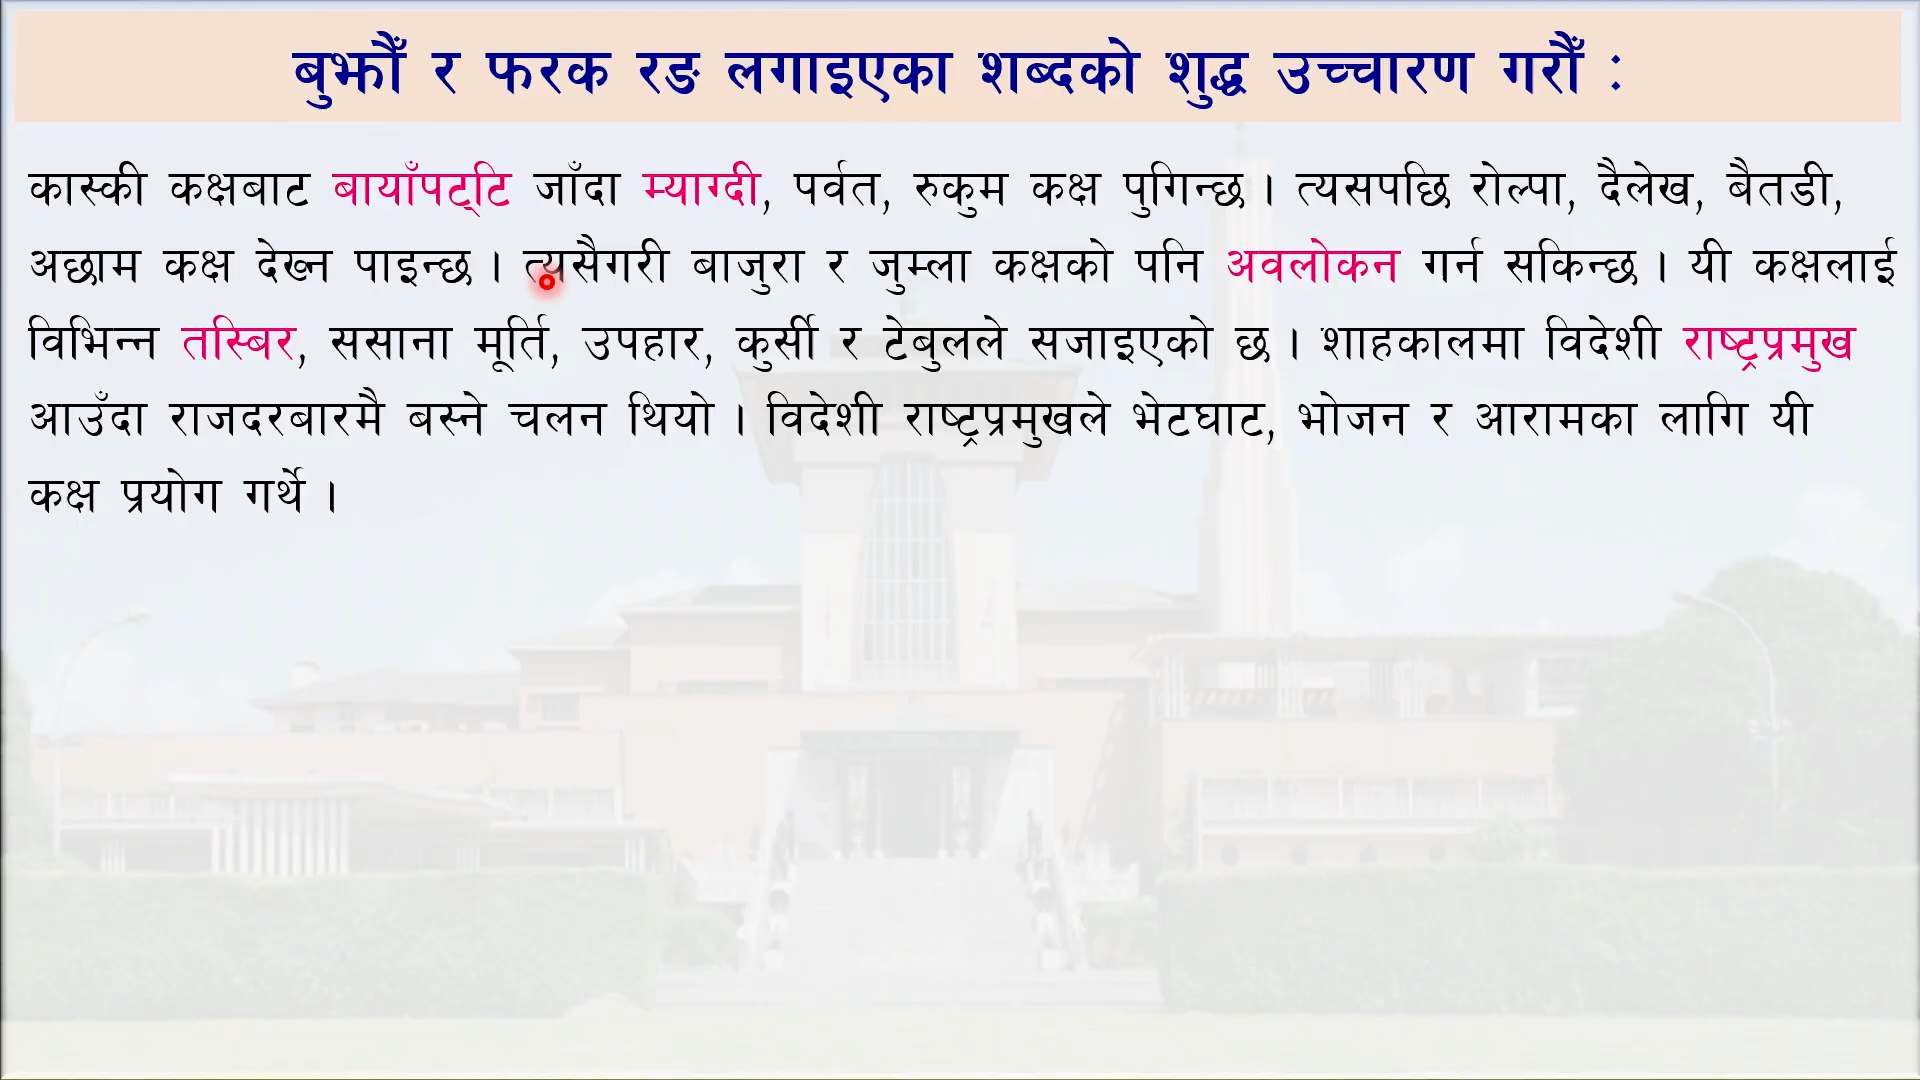 बुझौँ र फरक रङ लगाइएका शब्दको शुद्ध उच्चारण गरौँ :
कास्की कक्षबाट बायाँपट्टि जाँदा म्याग्दी, पर्वत, रुकुम कक्ष पुगिन्छ । त्यसपछि रोल्पा, दैलेख, बैतडी,
अछाम कक्ष देख्न पाइन्छ । त्यसैगरी बाजुरा र जुम्ला कक्षको पनि अवलोकन गर्न सकिन्छ । यी कक्षलाई
विभिन्न तस्बिर, ससाना मूर्ति, उपहार, कुर्सी र टेबुलले सजाइएको छ । शाहकालमा विदेशी राष्ट्रप्रमुख
आउँदा राजदरबारमै बस्ने चलन थियो । विदेशी राष्ट्रप्रमुखले भेटघाट, भोजन र आरामका लागि यी
कक्ष प्रयोग गर्थे ।